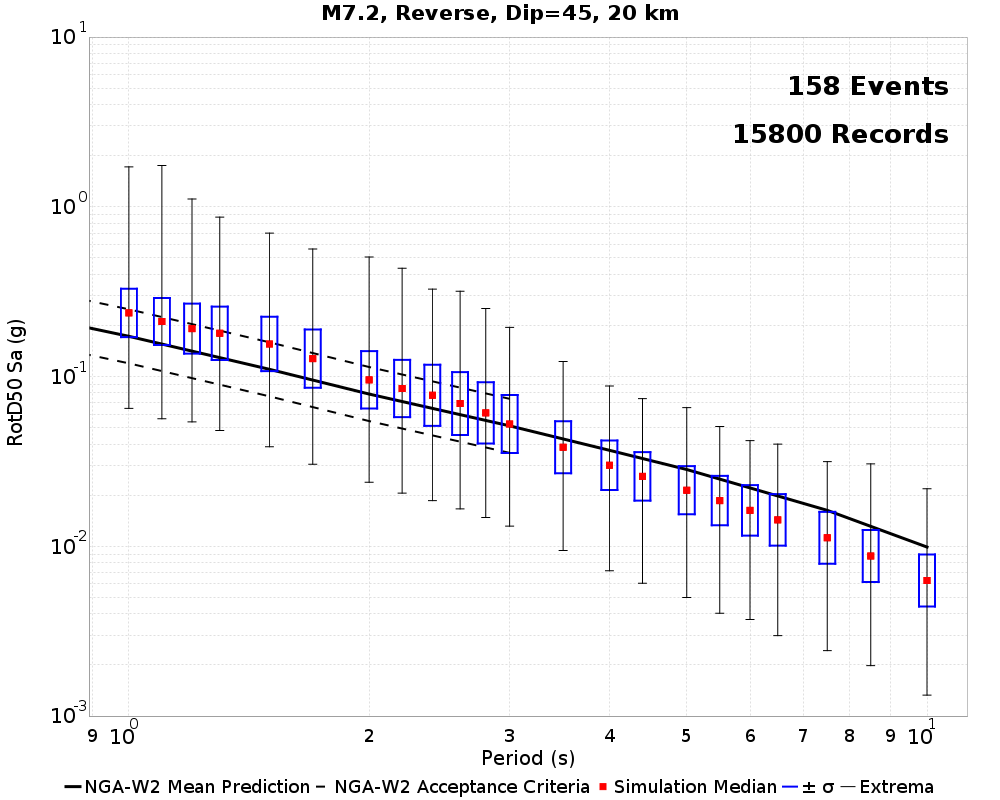 M7.2, Reverse, Dip=45, 20 km
158 Events
15800 Records
RotD50 Sa (g)
10^1
10^0
10^-1
10^-2
10^-3
9 10^0 2 3 4 5 6 7 8 9 10^1
Period (s)
NGA-W2 Mean Prediction NGA-W2 Acceptance Criteria Simulation Median ± σ Extrema